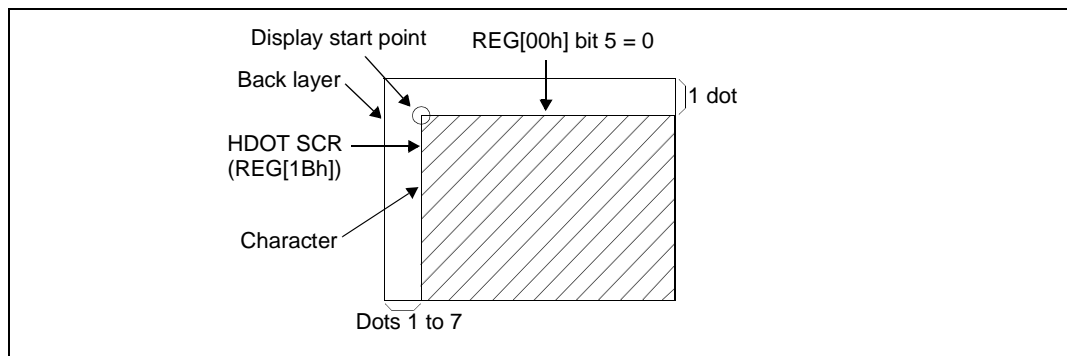 Display start point
REG[00h] bit 5 = 0
Back layer
1 dot
HDOT SCR
(REG[1Bh])
Character
Dots 1 to 7